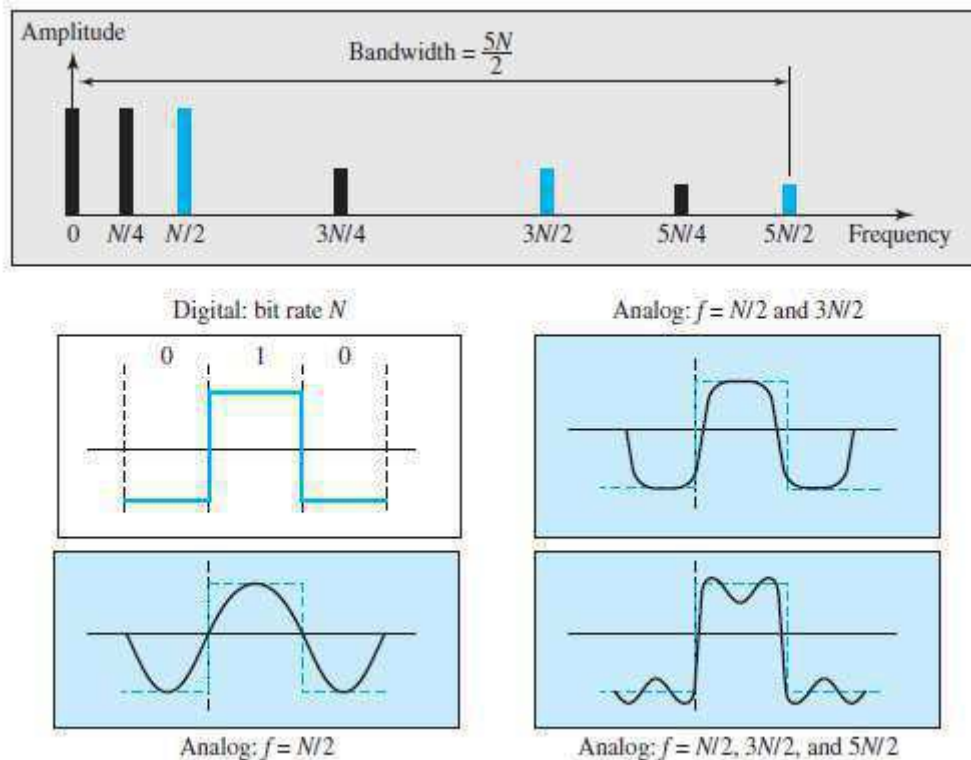 Amplitude
Bandwidth = 5N/2
0 N/4 N/2 3N/4 3N/2 5N/4 5N/2 Frequency
Digital: bit rate N
0 1 0
Analog: f = N/2 and 3N/2
Analog: f = N/2
Analog: f = N/2, 3N/2, and 5N/2